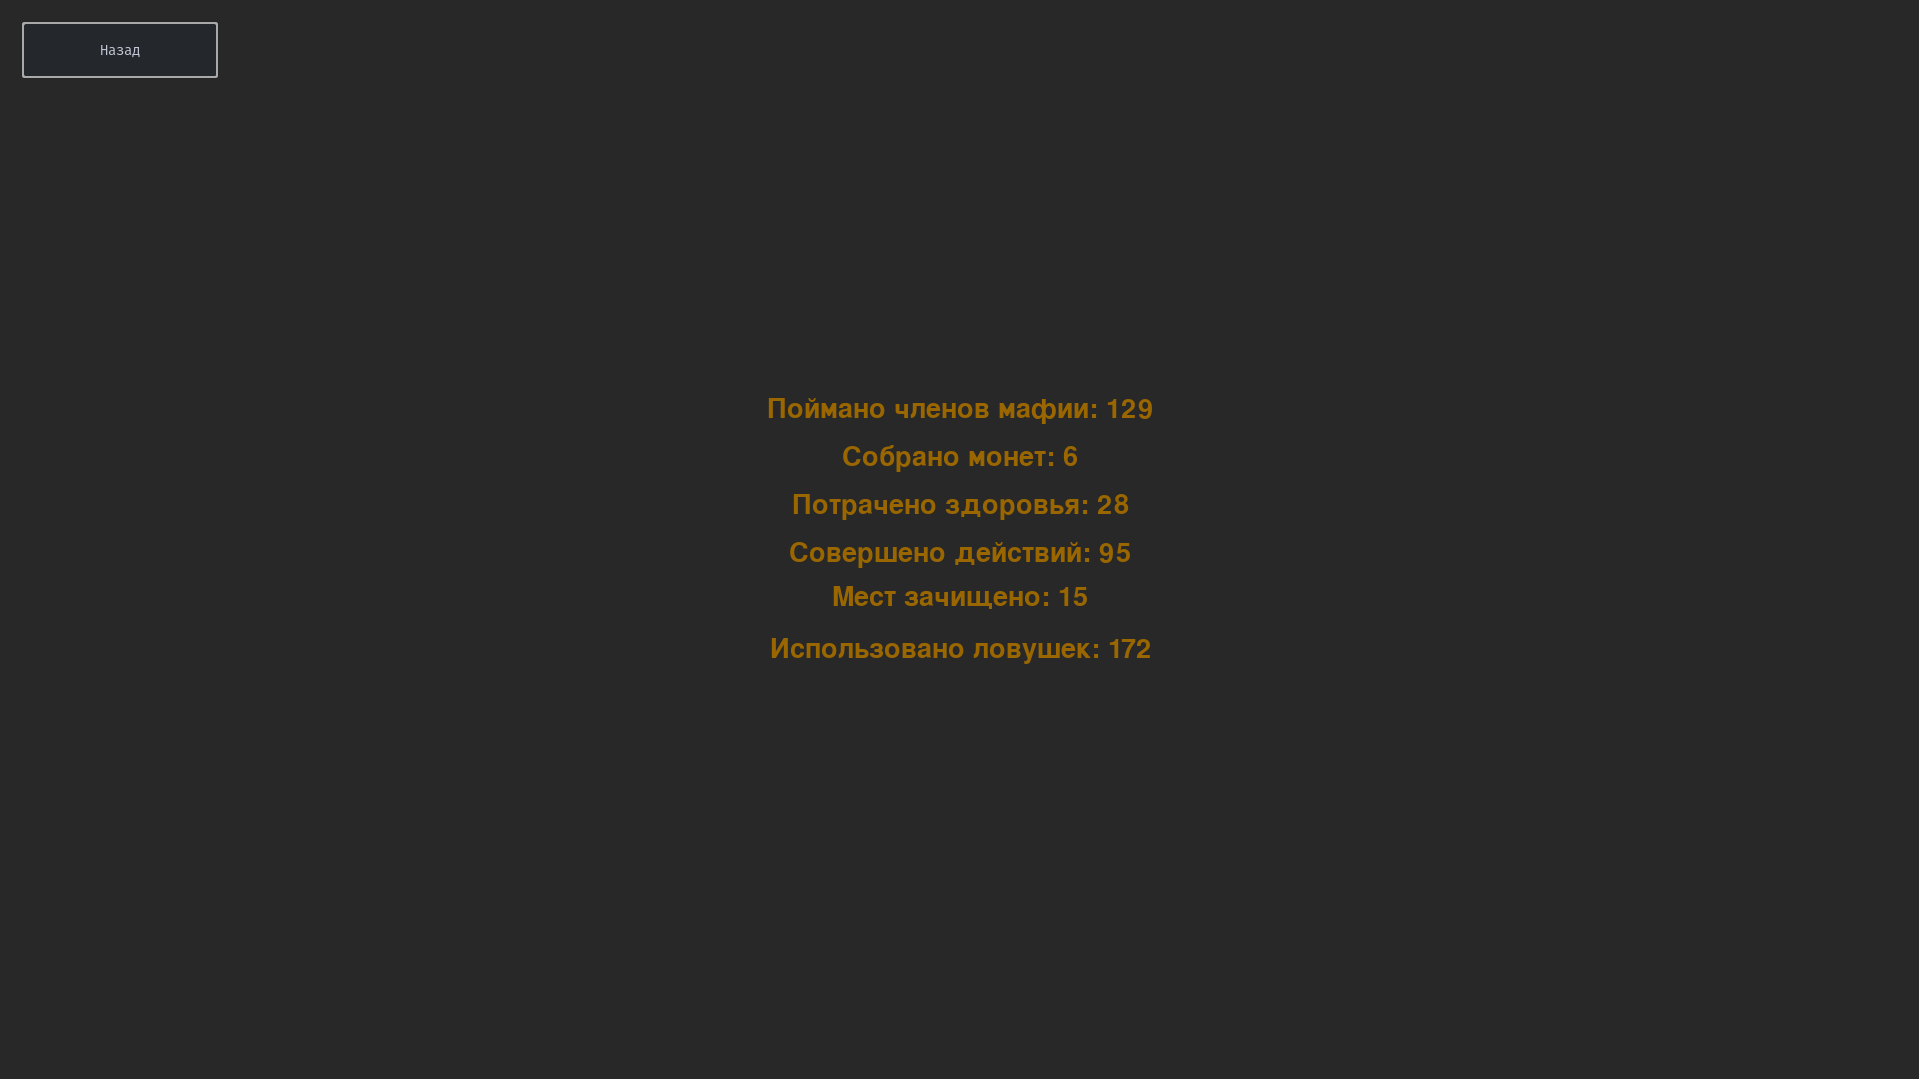 Назад
Поймано членов мафии: 129
Собрано монет: 6
Потрачено здоровья: 28
Совершено действий: 95
Мест зачищено: 15
Использовано ловушек: 172